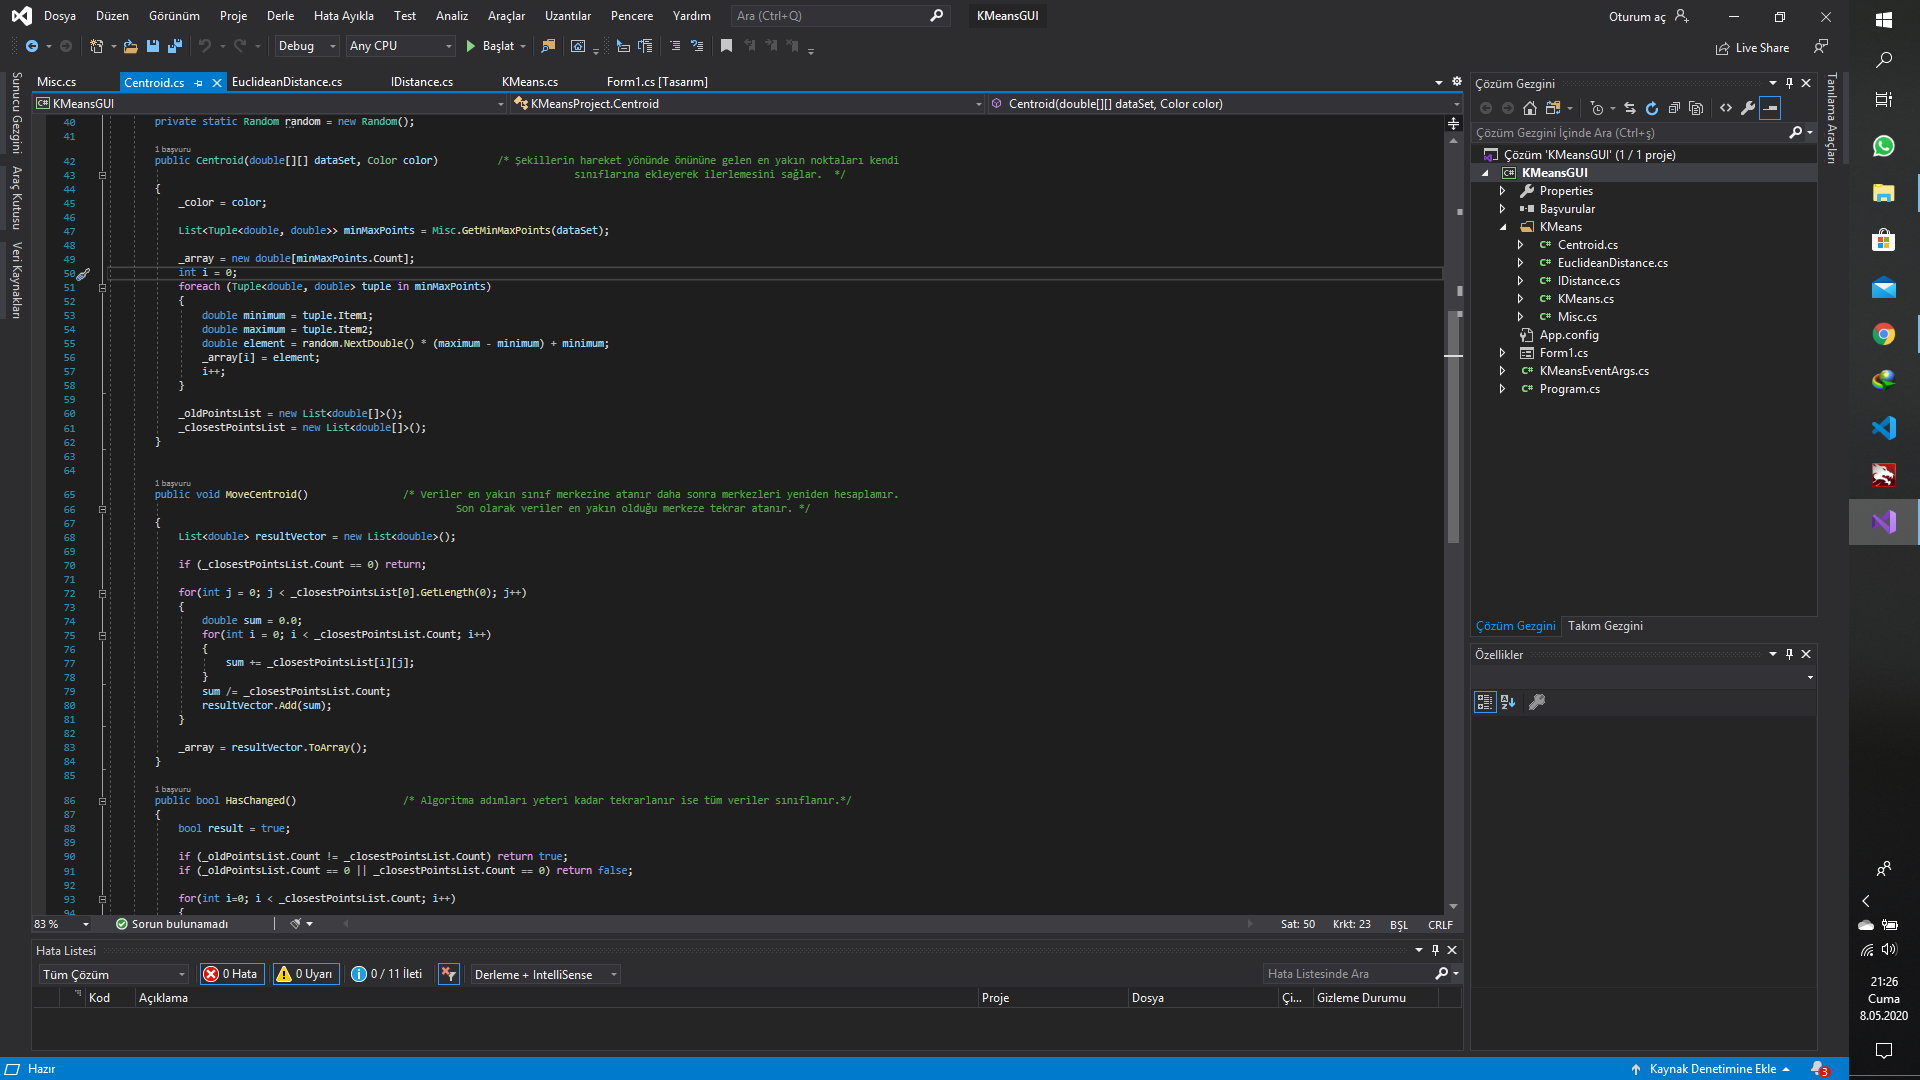 Dosya Düzen Görünüm Proje Derle Hata Ayıkla Test Analiz Araçlar Uzantılar Pencere Yardım Ara (Ctrl+Q) KMeansGUI Oturum aç
Debug Any CPU Başlat Live Share
Sunucu Gezgini
Araç Kutusu
Veri Kaynakları
Misc.cs Centroid.cs EuclideanDistance.cs IDistance.cs KMeans.cs Form1.cs [Tasarım]
KMeansGUI KMeansProject.Centroid Centroid(double[][] dataSet, Color color)
40 private static Random random = new Random();
41
1 başvuru
42 public Centroid(double[][] dataSet, Color color) /* Şekillerin hareket yönünde önününe gelen en yakın noktaları kendi
43 sınıflarına ekleyerek ilerlemesini sağlar. */
44 {
45 _color = color;
46
47 List<Tuple<double, double>> minMaxPoints = Misc.GetMinMaxPoints(dataSet);
48
49 _array = new double[minMaxPoints.Count];
50 int i = 0;
51 foreach (Tuple<double, double> tuple in minMaxPoints)
52 {
53 double minimum = tuple.Item1;
54 double maximum = tuple.Item2;
55 double element = random.NextDouble() * (maximum - minimum) + minimum;
56 _array[i] = element;
57 i++;
58 }
59
60 _oldPointsList = new List<double[]>();
61 _closestPointsList = new List<double[]>();
62 }
63
64
1 başvuru
65 public void MoveCentroid() /* Veriler en yakın sınıf merkezine atanır daha sonra merkezleri yeniden hesaplamır.
66 Son olarak veriler en yakın olduğu merkeze tekrar atanır. */
67 {
68 List<double> resultVector = new List<double>();
69
70 if (_closestPointsList.Count == 0) return;
71
72 for(int j = 0; j < _closestPointsList[0].GetLength(0); j++)
73 {
74 double sum = 0.0;
75 for(int i = 0; i < _closestPointsList.Count; i++)
76 {
77 sum += _closestPointsList[i][j];
78 }
79 sum /= _closestPointsList.Count;
80 resultVector.Add(sum);
81 }
82
83 _array = resultVector.ToArray();
84 }
85
1 başvuru
86 public bool HasChanged() /* Algoritma adımları yeteri kadar tekrarlanır ise tüm veriler sınıflanır.*/
87 {
88 bool result = true;
89
90 if (_oldPointsList.Count != _closestPointsList.Count) return true;
91 if (_oldPointsList.Count == 0 || _closestPointsList.Count == 0) return false;
92
93 for(int i=0; i < _closestPointsList.Count; i++)
94 {
83 % Sorun bulunamadı Sat: 50 Krkt: 23 BŞL CRLF
Hata Listesi
Tüm Çözüm 0 Hata 0 Uyarı 0 / 11 İleti Derleme + IntelliSense Hata Listesinde Ara
Kod Açıklama Proje Dosya Çi... Gizleme Durumu
Çözüm Gezgini
Çözüm Gezgini İçinde Ara (Ctrl+ş)
Çözüm 'KMeansGUI' (1 / 1 proje)
KMeansGUI
Properties
Başvurular
KMeans
C# Centroid.cs
C# EuclideanDistance.cs
C# IDistance.cs
C# KMeans.cs
C# Misc.cs
App.config
Form1.cs
C# KMeansEventArgs.cs
C# Program.cs
Çözüm Gezgini Takım Gezgini
Özellikler
Tanılama Araçları
21:26
Cuma
8.05.2020
Hazır Kaynak Denetimine Ekle 3